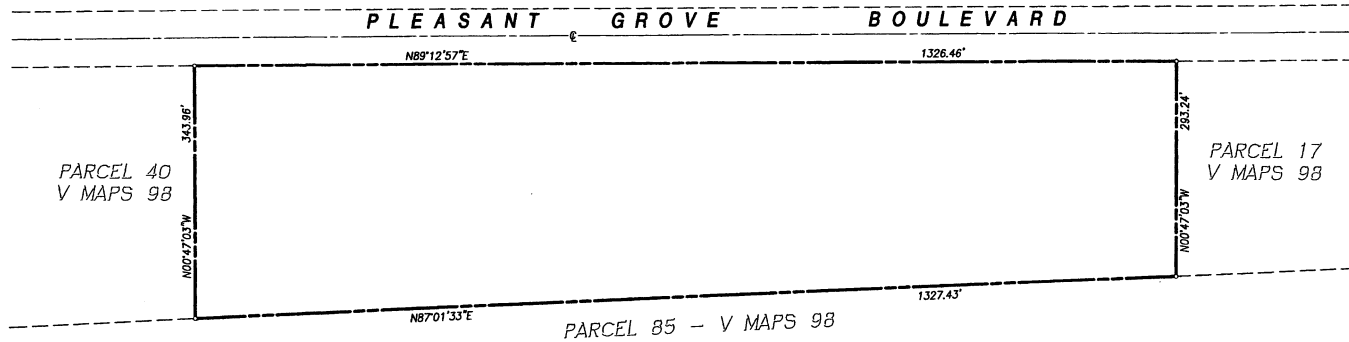 PLEASANT GROVE BOULEVARD
℄
N89°12'57"E
1326.46'
343.96'
N00°47'03"W
293.24'
N00°47'03"W
PARCEL 40
V MAPS 98
PARCEL 17
V MAPS 98
N87°01'33"E
1327.43'
PARCEL 85 - V MAPS 98